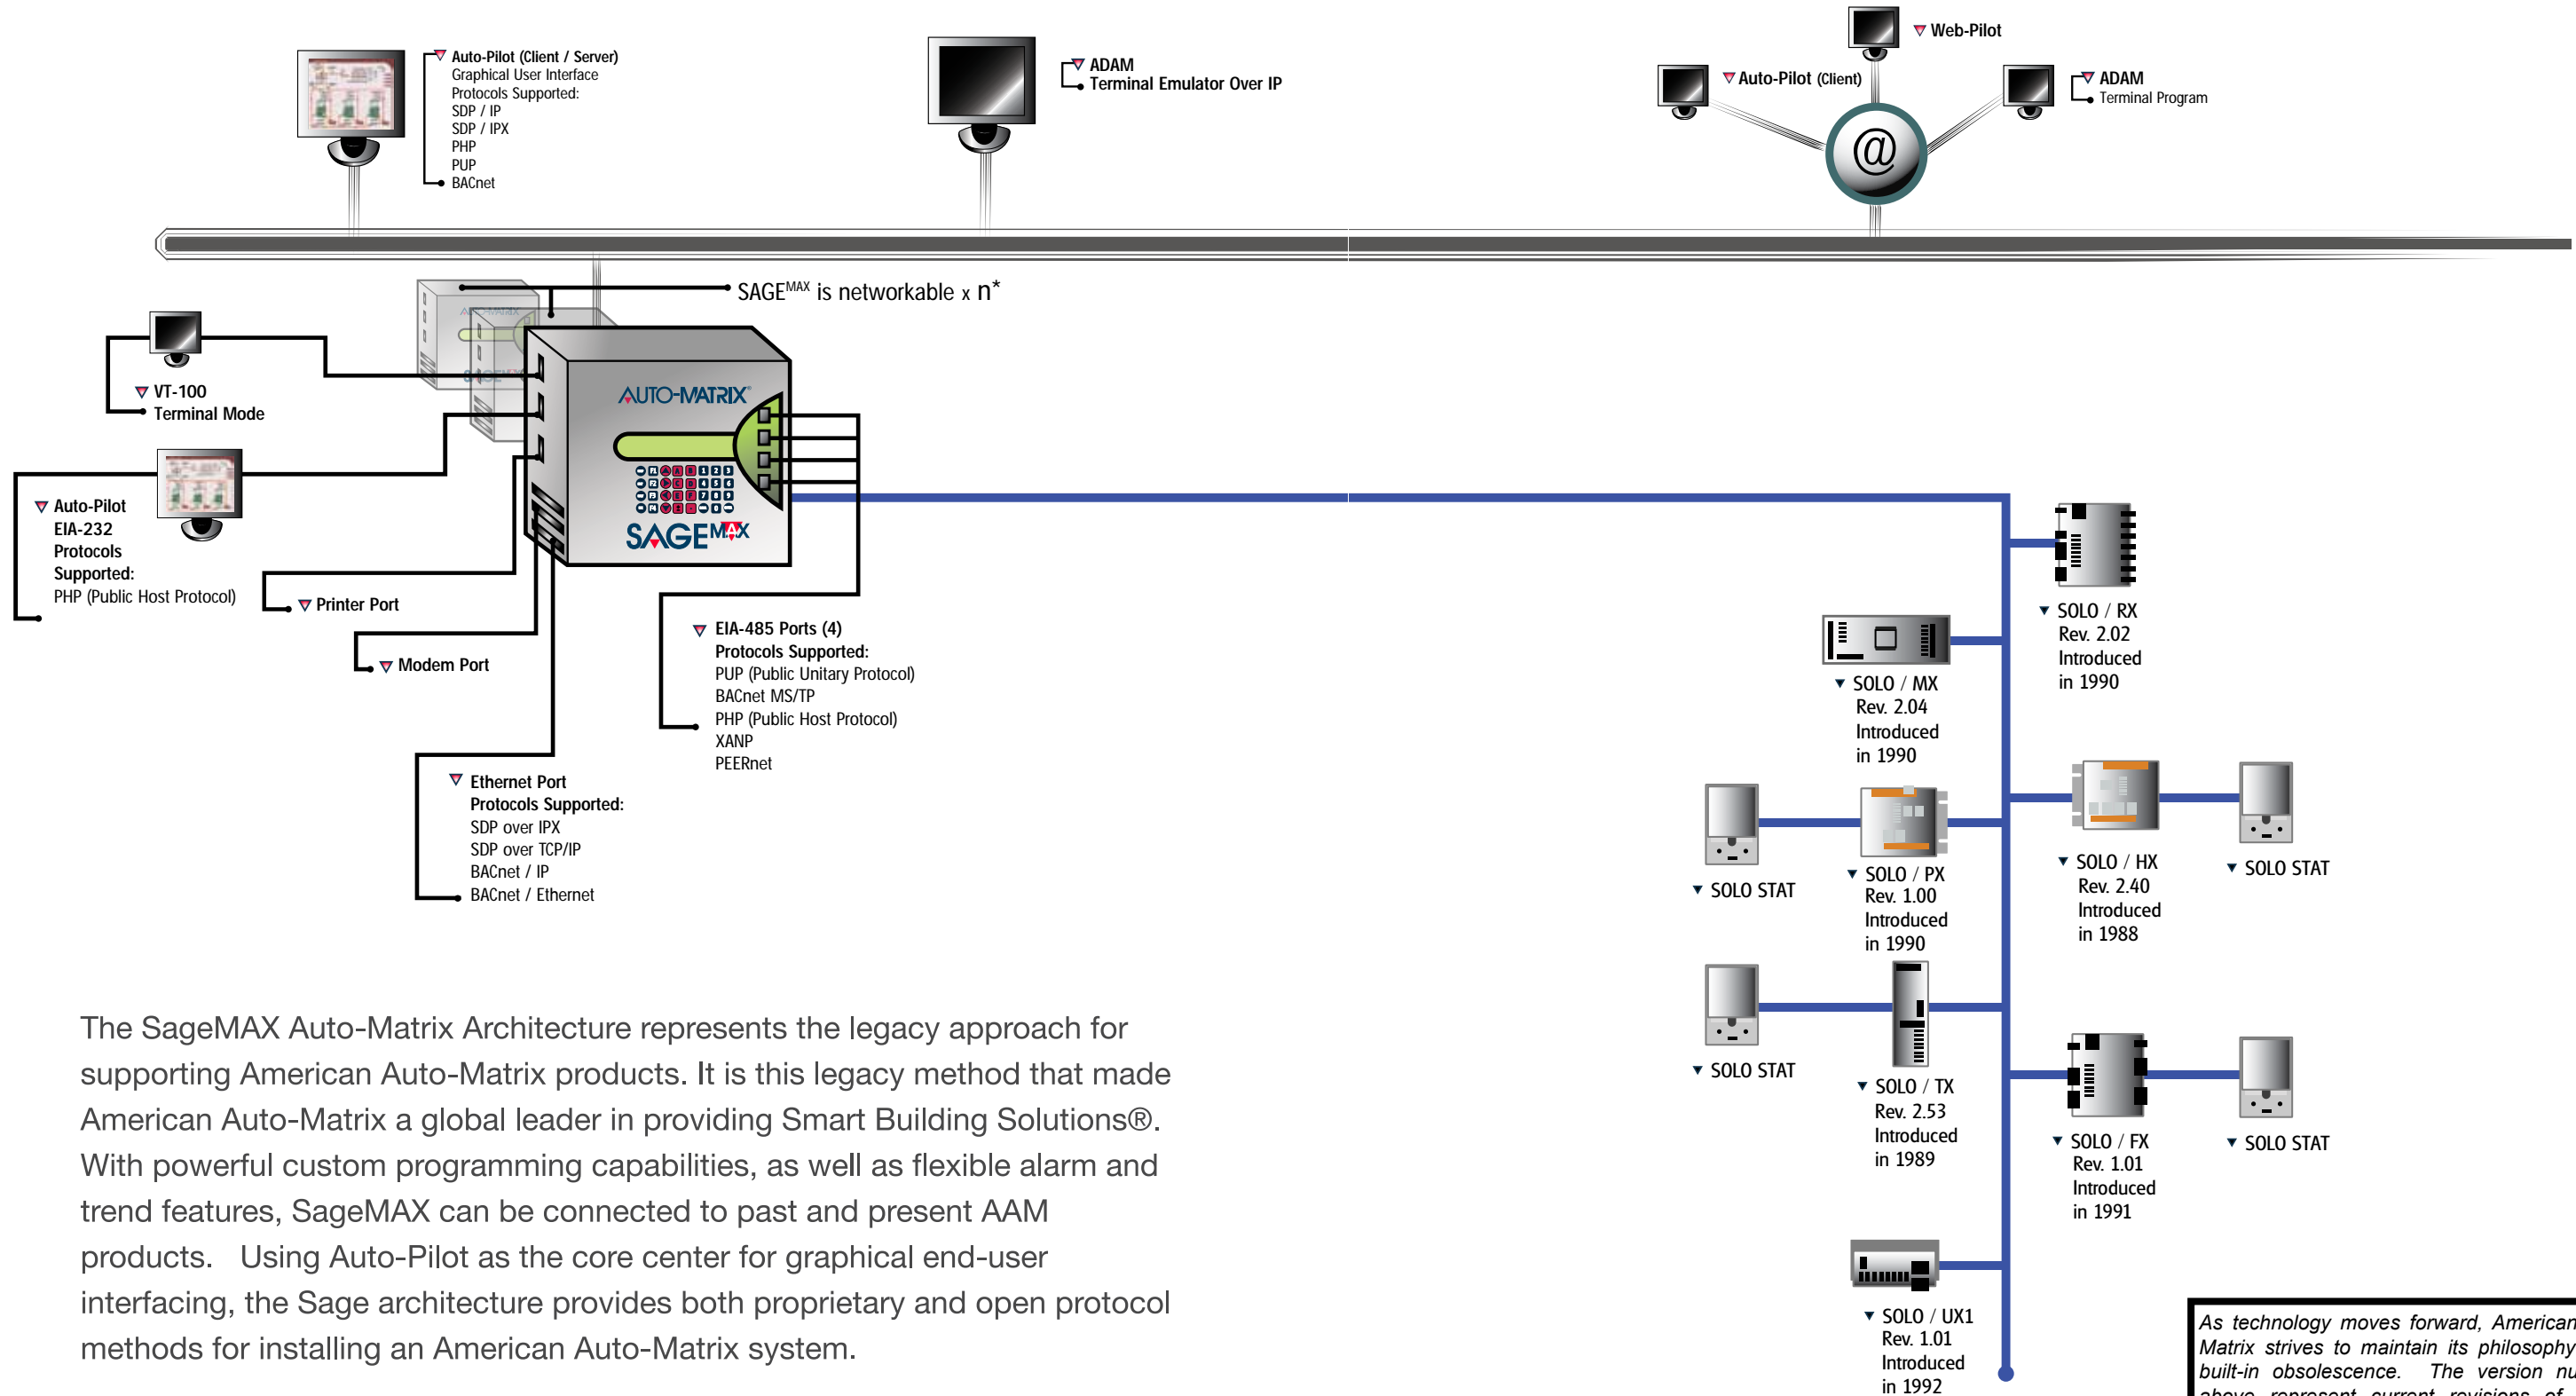 Auto-Pilot (Client / Server)
Graphical User Interface
Protocols Supported:
SDP / IP
SDP / IPX
PHP
PUP
BACnet
ADAM
Terminal Emulator Over IP
Web-Pilot
Auto-Pilot (Client)
ADAM
Terminal Program
@
SAGEMAX is networkable x n*
VT-100
Terminal Mode
AUTO-MATRIX®
SAGEMAX
Auto-Pilot
EIA-232
Protocols
Supported:
PHP (Public Host Protocol)
Printer Port
Modem Port
EIA-485 Ports (4)
Protocols Supported:
PUP (Public Unitary Protocol)
BACnet MS/TP
PHP (Public Host Protocol)
XANP
PEERnet
Ethernet Port
Protocols Supported:
SDP over IPX
SDP over TCP/IP
BACnet / IP
BACnet / Ethernet
SOLO / RX
Rev. 2.02
Introduced
in 1990
SOLO / MX
Rev. 2.04
Introduced
in 1990
SOLO STAT
SOLO / PX
Rev. 1.00
Introduced
in 1990
SOLO / HX
Rev. 2.40
Introduced
in 1988
SOLO STAT
SOLO STAT
SOLO / TX
Rev. 2.53
Introduced
in 1989
SOLO / FX
Rev. 1.01
Introduced
in 1991
SOLO STAT
SOLO / UX1
Rev. 1.01
Introduced
in 1992
The SageMAX Auto-Matrix Architecture represents the legacy approach for
supporting American Auto-Matrix products. It is this legacy method that made
American Auto-Matrix a global leader in providing Smart Building Solutions®.
With powerful custom programming capabilities, as well as flexible alarm and
trend features, SageMAX can be connected to past and present AAM
products. Using Auto-Pilot as the core center for graphical end-user
interfacing, the Sage architecture provides both proprietary and open protocol
methods for installing an American Auto-Matrix system.
As technology moves forward, American
Matrix strives to maintain its philosophy
built-in obsolescence. The version
above represent current revisions of